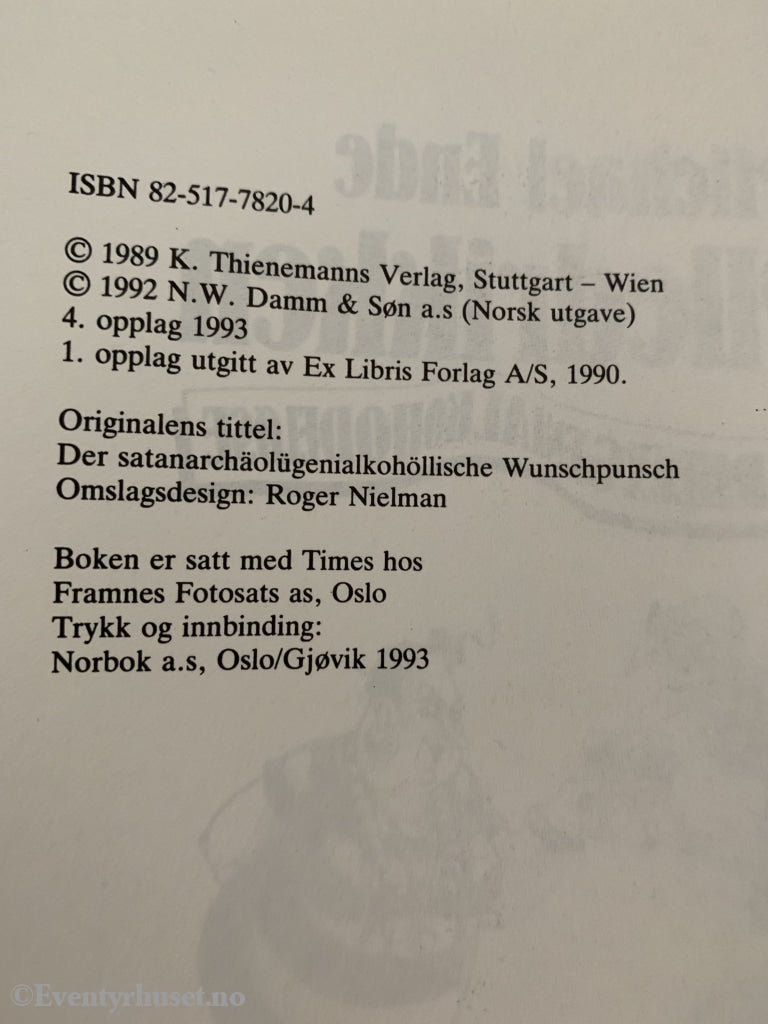 ISBN 82-517-7820-4
© 1989 K. Thienemanns Verlag, Stuttgart – Wien
© 1992 N.W. Damm & Søn a.s (Norsk utgave)
4. opplag 1993
1. opplag utgitt av Ex Libris Forlag A/S, 1990.
Originalens tittel:
Der satanarchäolügenialkohöllische Wunschpunsch
Omslagsdesign: Roger Nielman
Boken er satt med Times hos
Framnes Fotosats as, Oslo
Trykk og innbinding:
Norbok a.s, Oslo/Gjøvik 1993
©Eventyrhuset.no